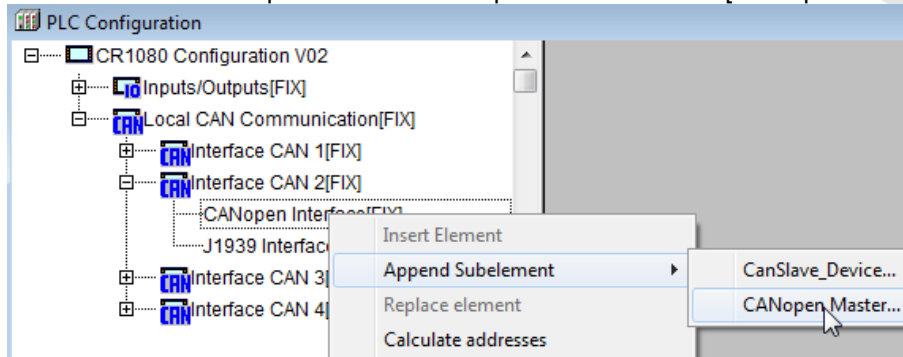 PLC Configuration
CR1080 Configuration V02
Inputs/Outputs[FIX]
Local CAN Communication[FIX]
Interface CAN 1[FIX]
Interface CAN 2[FIX]
CANopen Interface[FIX]
J1939 Interfac
Interface CAN 3[
Interface CAN 4[
Insert Element
Append Subelement
Replace element
Calculate addresses
CanSlave_Device...
CANopen Master...